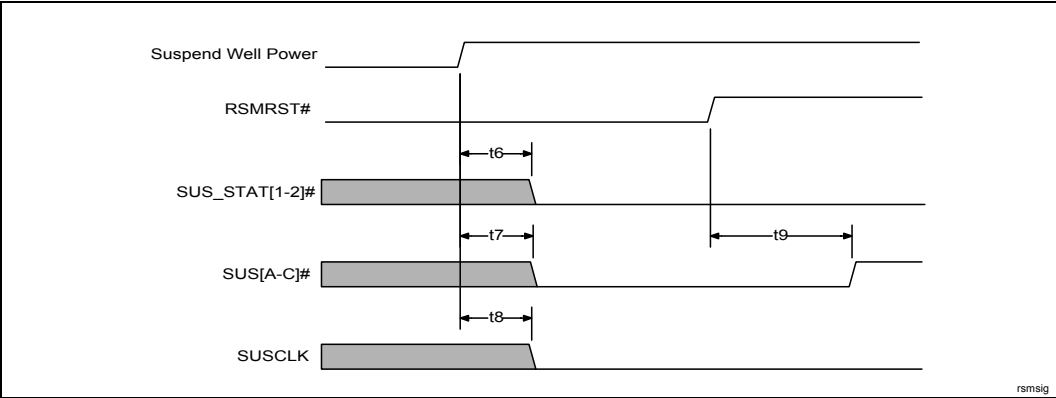 Suspend Well Power
RSMRST#
t6
SUS_STAT[1-2]#
t7
t9
SUS[A-C]#
t8
SUSCLK
rsmsig